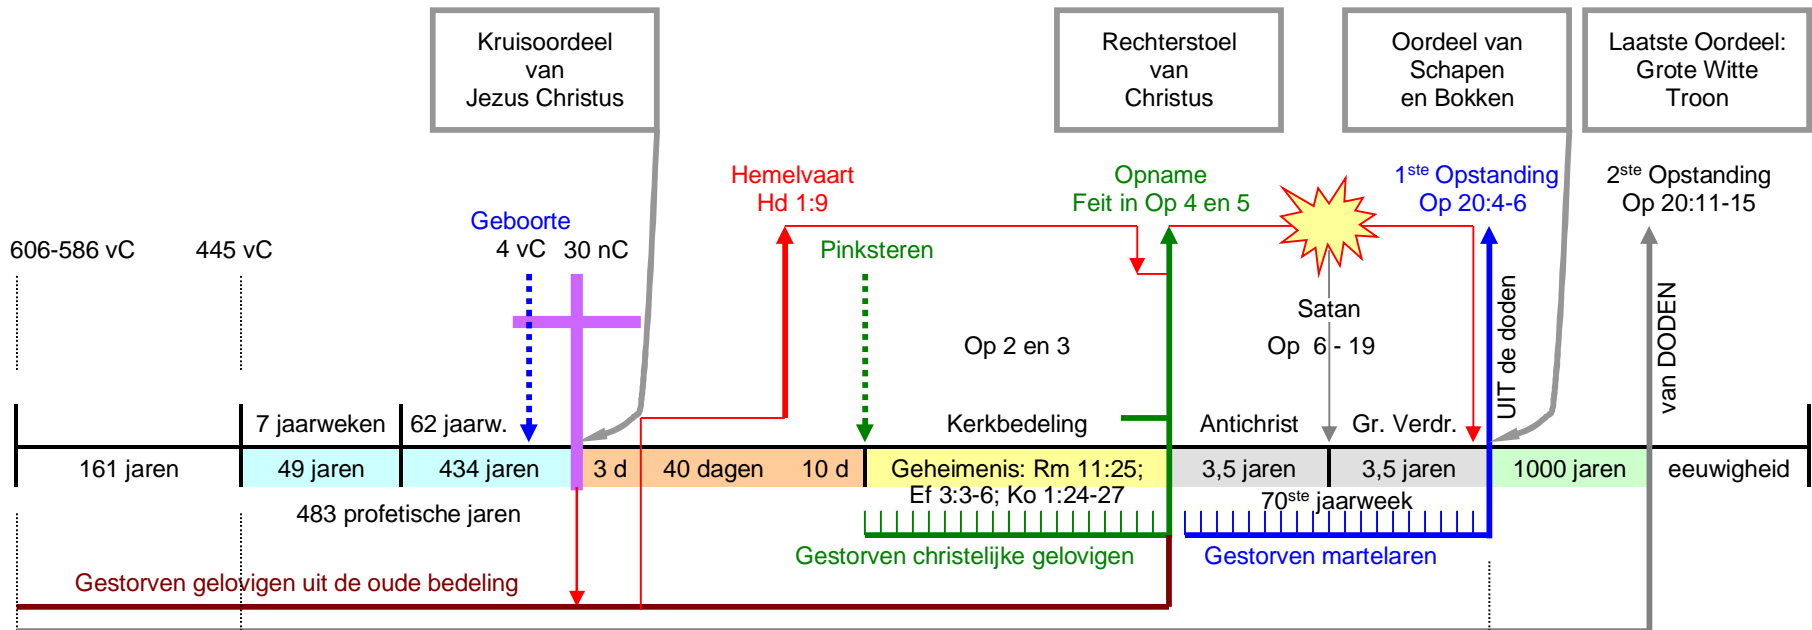 Kruisoordeel
van
Jezus Christus
Rechterstoel
van
Christus
Oordeel van
Schapen
en Bokken
Laatste Oordeel:
Grote Witte
Troon
Hemelvaart
Hd 1:9
Opname
Feit in Op 4 en 5
1ste Opstanding
Op 20:4-6
2ste Opstanding
Op 20:11-15
Geboorte
606-586 vC
445 vC
4 vC
30 nC
Pinksteren
Satan
Op 2 en 3
Op 6 - 19
UIT de doden
van DODEN
7 jaarweken
62 jaarw.
Kerkbedeling
Antichrist
Gr. Verdr.
161 jaren
49 jaren
434 jaren
3 d
40 dagen
10 d
Geheimenis: Rm 11:25;
Ef 3:3-6; Ko 1:24-27
3,5 jaren
3,5 jaren
1000 jaren
eeuwigheid
70ste jaarweek
483 profetische jaren
Gestorven christelijke gelovigen
Gestorven martelaren
Gestorven gelovigen uit de oude bedeling